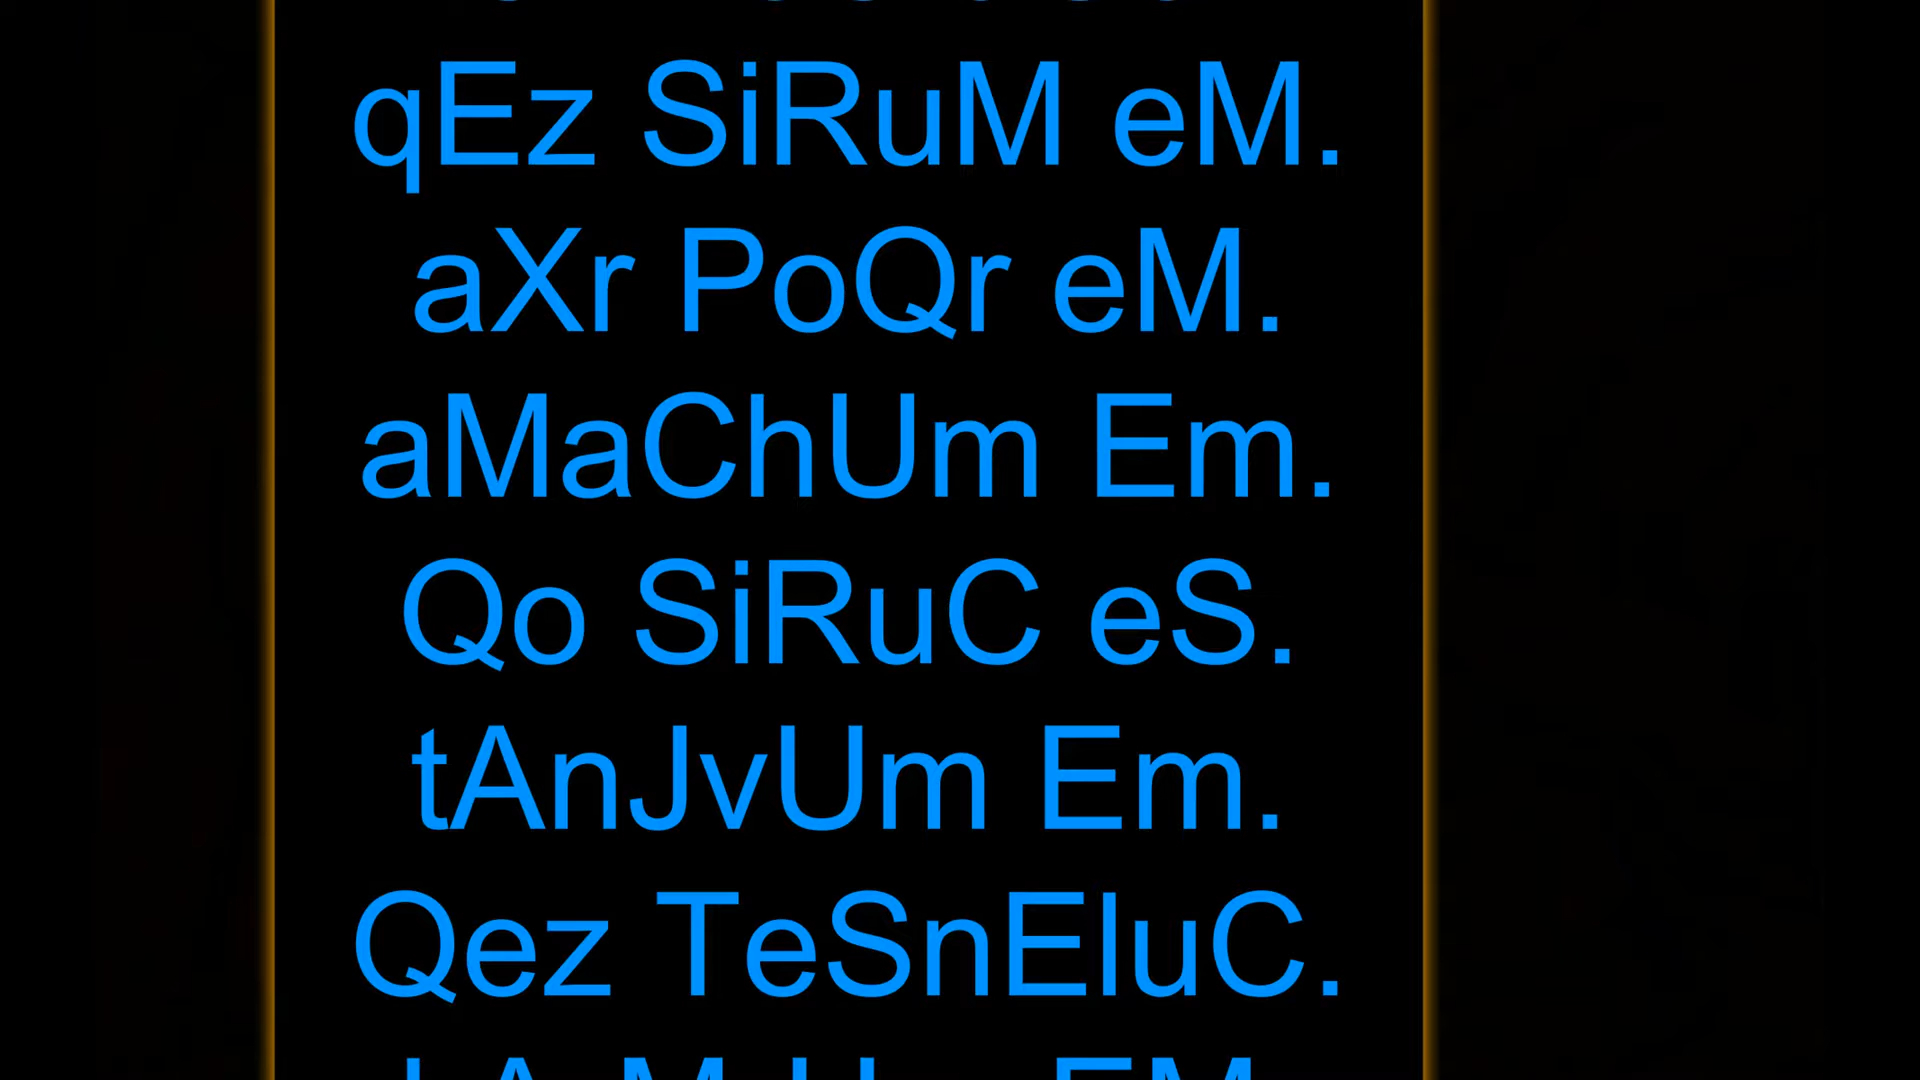 qEz SiRuM eM.
aXr PoQr eM.
aMaChUm Em.
Qo SiRuC eS.
tAnJvUm Em.
Qez TeSnEluC.